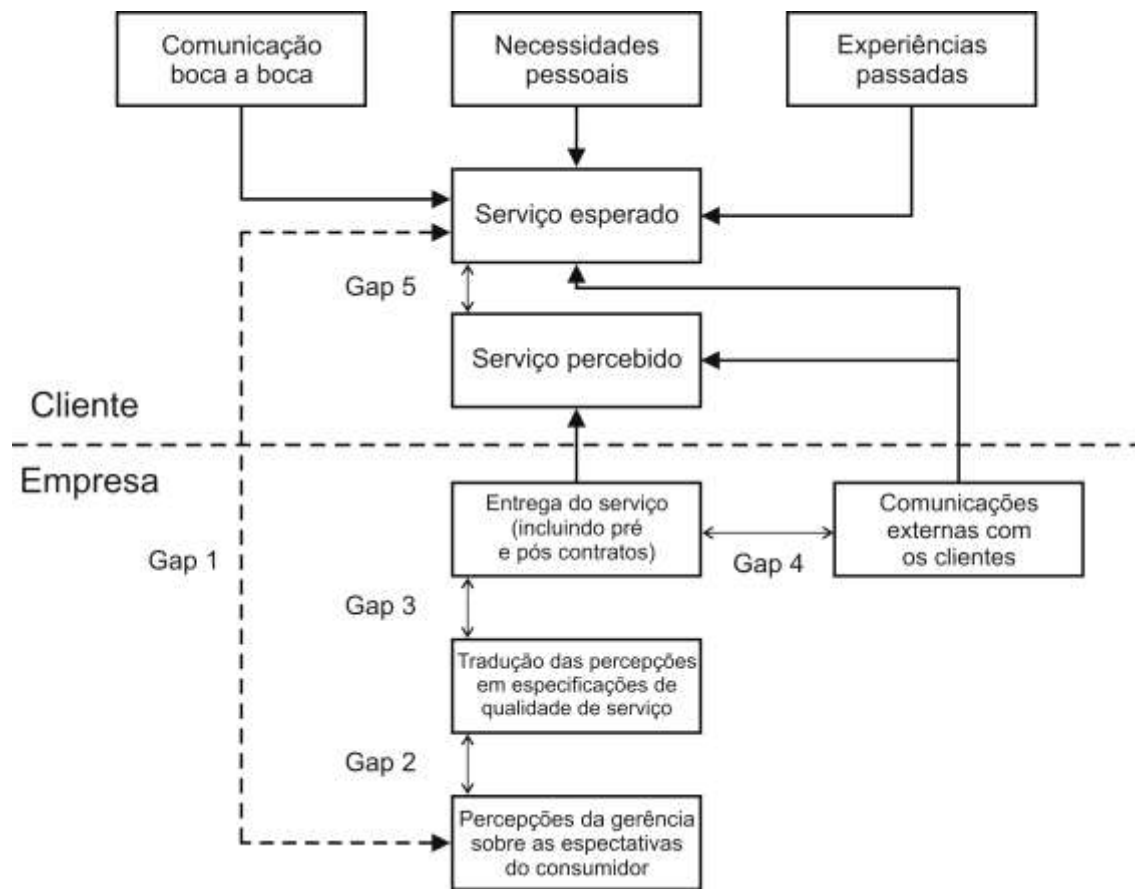 Comunicação
boca a boca
Necessidades
pessoais
Experiências
passadas
Serviço esperado
Gap 5
Serviço percebido
Cliente
Empresa
Entrega do serviço
(incluindo pré
e pós contratos)
Comunicações
externas com
os clientes
Gap 1
Gap 4
Gap 3
Tradução das percepções
em especificações de
qualidade de serviço
Gap 2
Percepções da gerência
sobre as espectativas
do consumidor